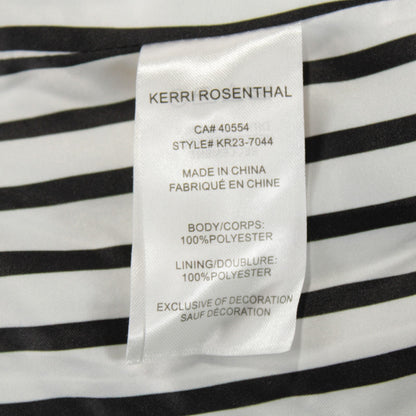 KERRI ROSENTHAL
CA# 40554
STYLE# KR23-7044
MADE IN CHINA
FABRIQUÉ EN CHINE
BODY/CORPS:
100%POLYESTER
LINING/DOUBLURE:
100%POLYESTER
EXCLUSIVE OF DECORATION
SAUF DÉCORATION